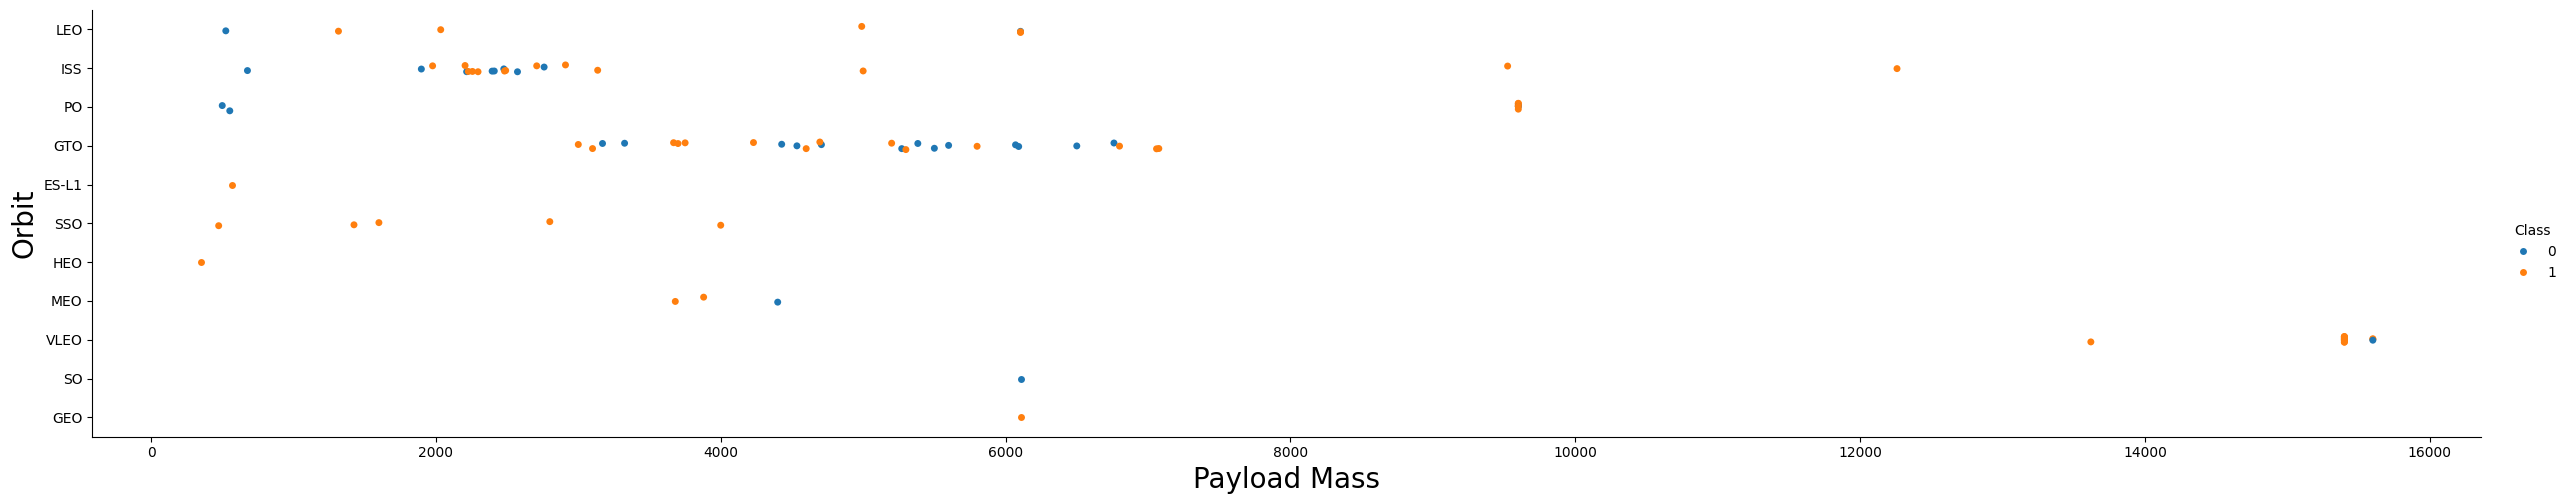 LEO
ISS
PO
GTO
ES-L1
SSO
HEO
MEO
VLEO
SO
GEO
Orbit
0 2000 4000 6000 8000 10000 12000 14000 16000
Payload Mass
Class
0
1